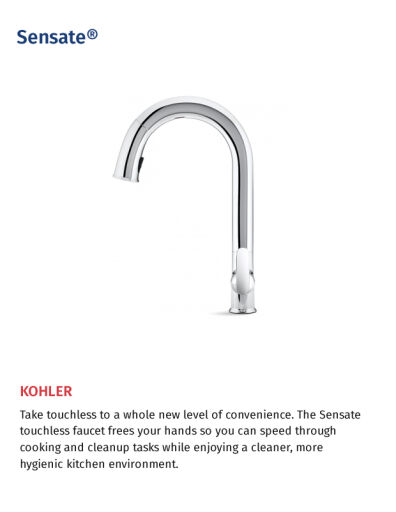 Sensate®
KOHLER
Take touchless to a whole new level of convenience. The Sensate
touchless faucet frees your hands so you can speed through
cooking and cleanup tasks while enjoying a cleaner, more
hygienic kitchen environment.